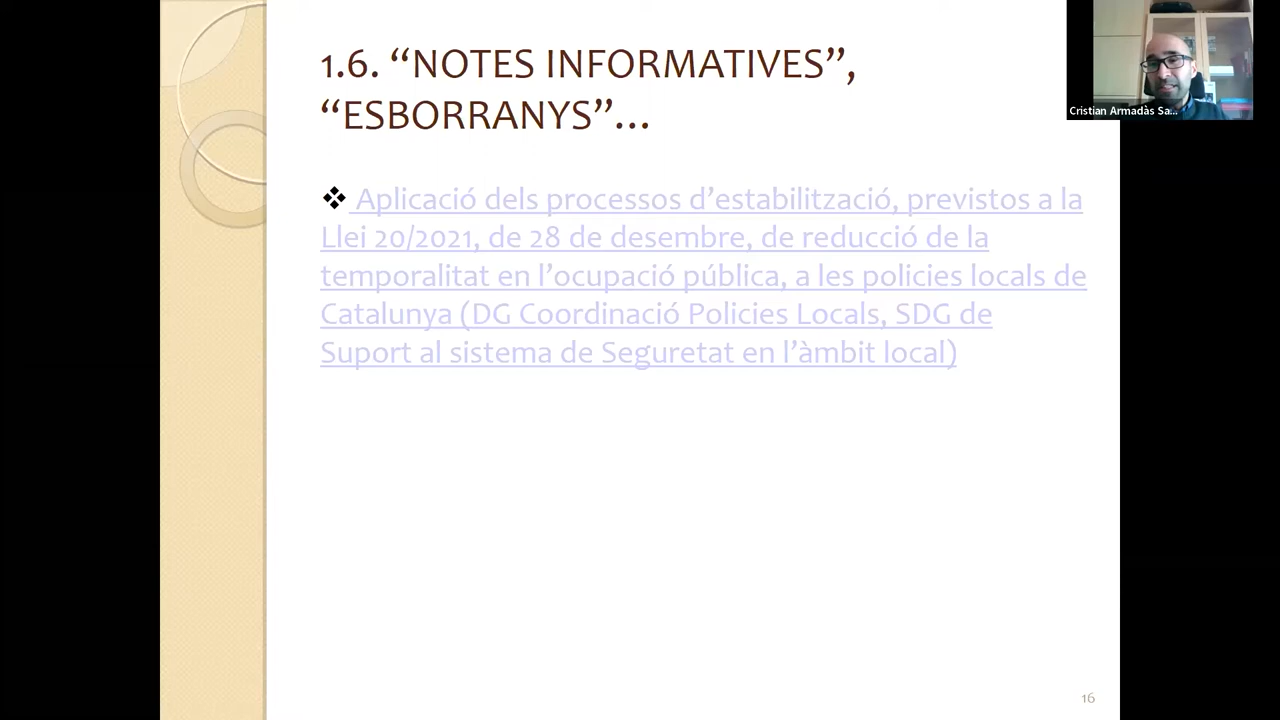 1.6. “NOTES INFORMATIVES”,
“ESBORRANYS”...
Cristian Armadàs Sa...
❖ Aplicació dels processos d’estabilització, previstos a la
Llei 20/2021, de 28 de desembre, de reducció de la
temporalitat en l’ocupació pública, a les policies locals de
Catalunya (DG Coordinació Policies Locals, SDG de
Suport al sistema de Seguretat en l’àmbit local)
16